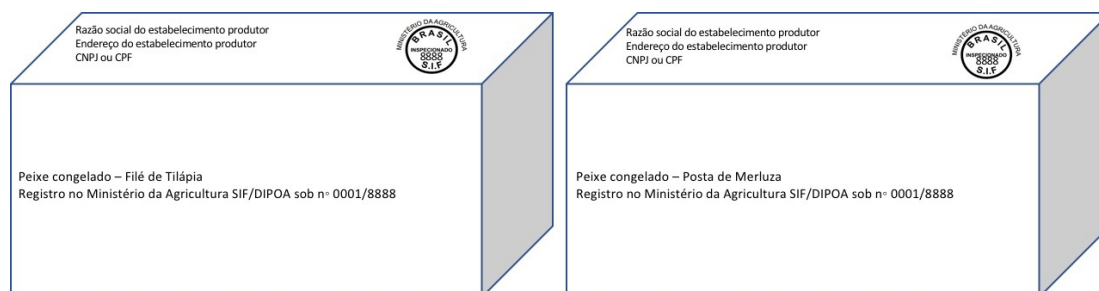 Razão social do estabelecimento produtor
Endereço do estabelecimento produtor
CNPJ ou CPF
MINISTÉRIO DA AGRICULTURA
BRASIL
INSPECIONADO
8888
S.I.F
Peixe congelado – Filé de Tilápia
Registro no Ministério da Agricultura SIF/DIPOA sob nº 0001/8888
Razão social do estabelecimento produtor
Endereço do estabelecimento produtor
CNPJ ou CPF
MINISTÉRIO DA AGRICULTURA
BRASIL
INSPECIONADO
8888
S.I.F
Peixe congelado – Posta de Merluza
Registro no Ministério da Agricultura SIF/DIPOA sob nº 0001/8888